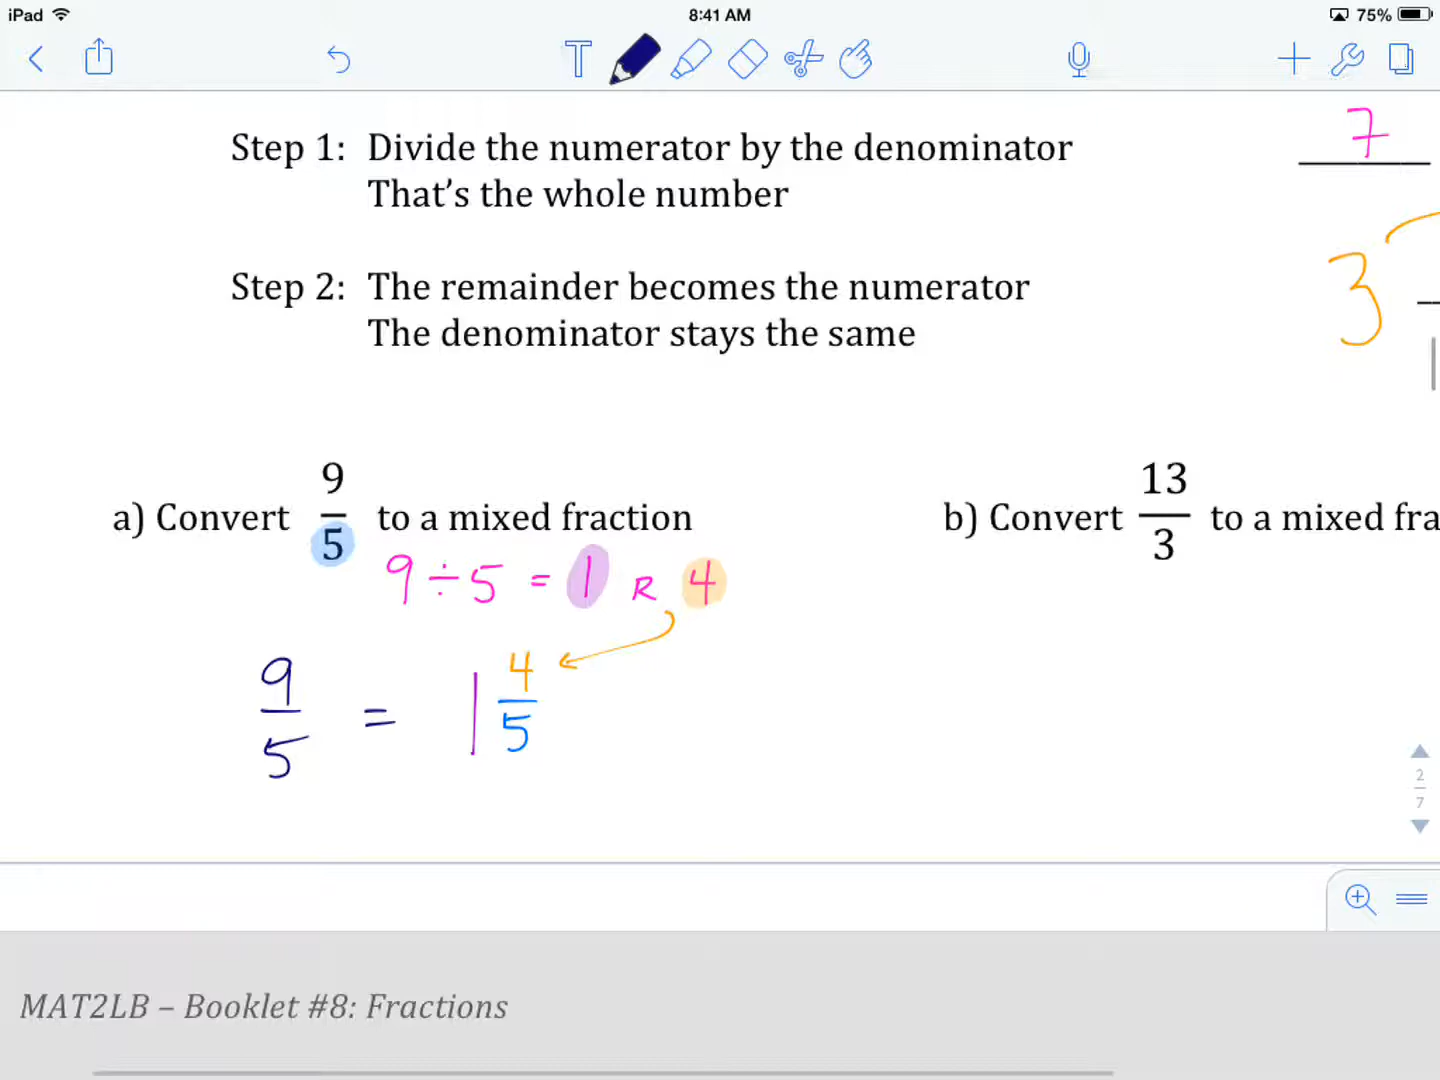 iPad 8:41 AM 75%
T
Step 1: Divide the numerator by the denominator
That's the whole number
7
Step 2: The remainder becomes the numerator
The denominator stays the same
3
a) Convert 9/5 to a mixed fraction
9 ÷ 5 = 1 R 4
9/5 = 1 4/5
b) Convert 13/3 to a mixed fra
2
7
MAT2LB – Booklet #8: Fractions